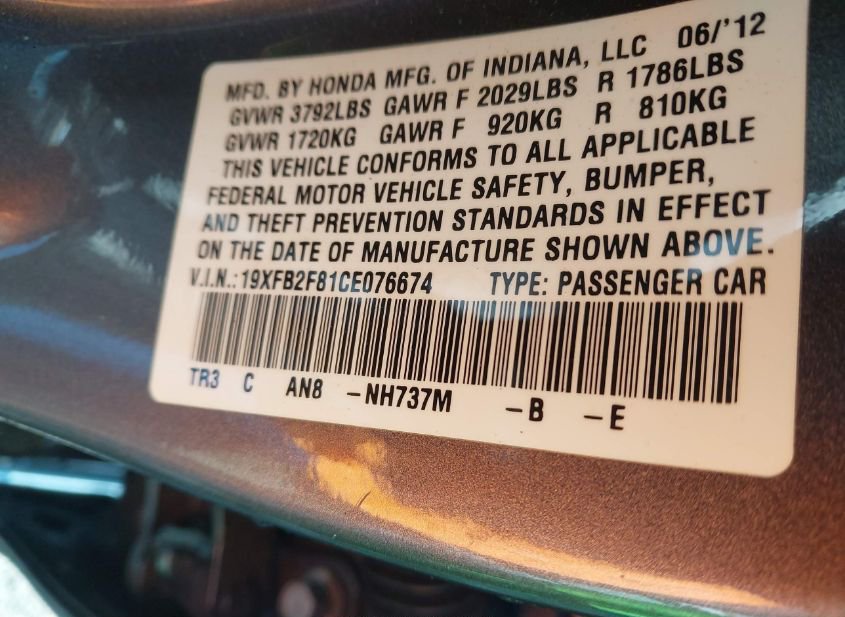 MFD. BY HONDA MFG. OF INDIANA, LLC 06/'12
GVWR 3792LBS GAWR F 2029LBS R 1786LBS
GVWR 1720KG GAWR F 920KG R 810KG
THIS VEHICLE CONFORMS TO ALL APPLICABLE
FEDERAL MOTOR VEHICLE SAFETY, BUMPER,
AND THEFT PREVENTION STANDARDS IN EFFECT
ON THE DATE OF MANUFACTURE SHOWN ABOVE.
V.I.N.: 19XFB2F81CE076674 TYPE: PASSENGER CAR
TR3 C AN8 -NH737M -B -E